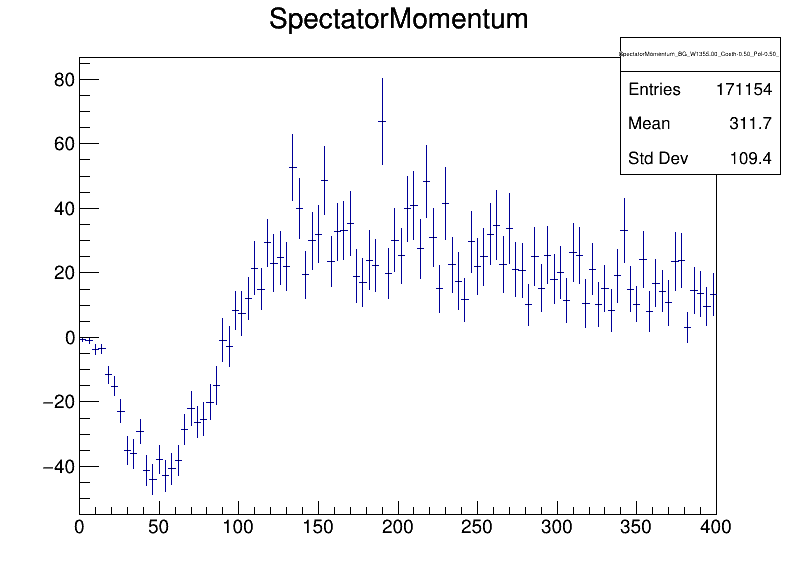 SpectatorMomentum
SpectatorMomentum_BG_W1355.00_Costh-0.50_Pol-0.50_
Entries 171154
Mean 311.7
Std Dev 109.4
80
60
40
20
0
−20
−40
0 50 100 150 200 250 300 350 400